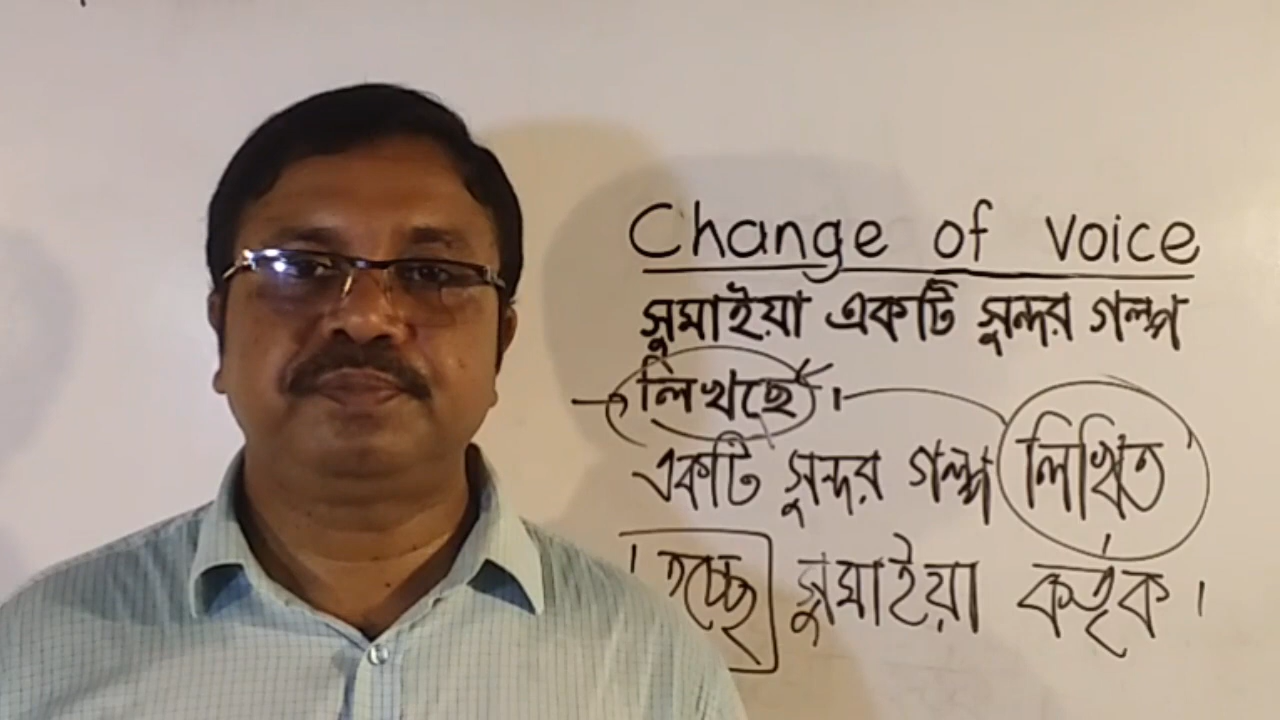 Change of voice
সুমাইয়া একটি সুন্দর গল্প
লিখছে।
একটি সুন্দর গল্প লিখিত
হচ্ছে সুমাইয়া কর্তৃক।